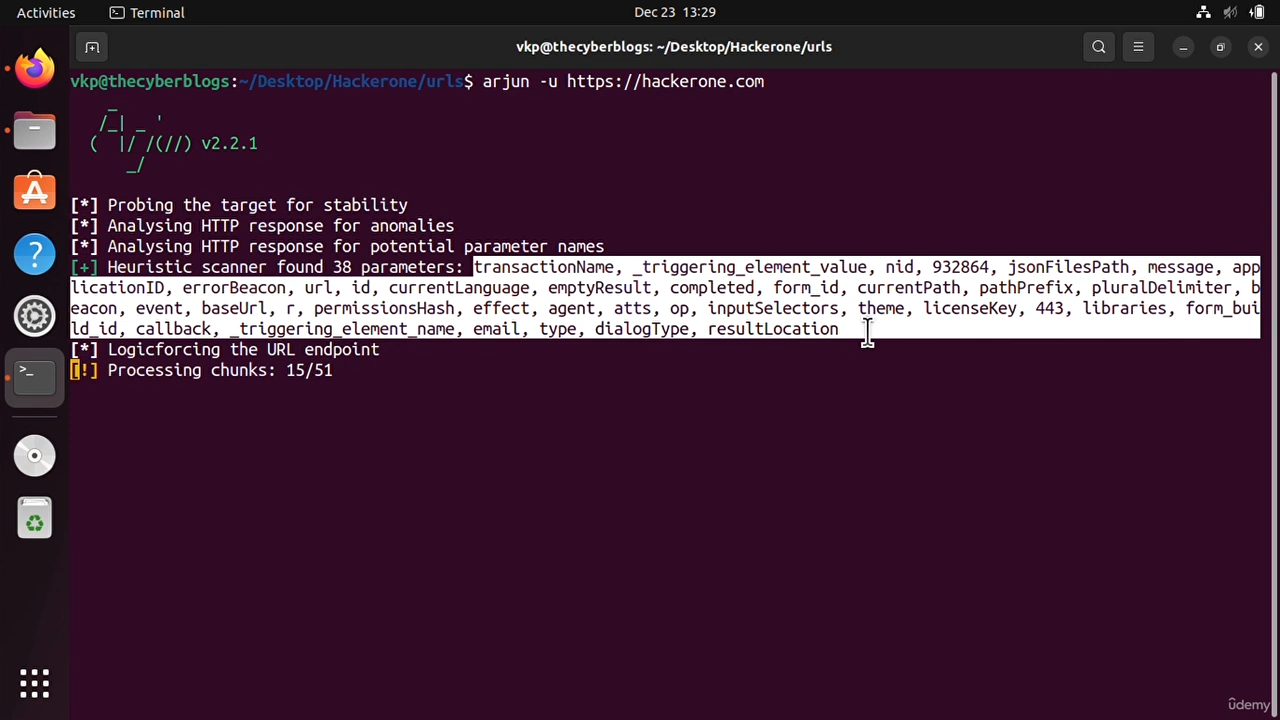 Activities Terminal Dec 23 13:29
vkp@thecyberblogs: ~/Desktop/Hackerone/urls
vkp@thecyberblogs:~/Desktop/Hackerone/urls$ arjun -u https://hackerone.com
    _
   /_| _ '
  (  |/ /(//) v2.2.1
      _/
[*] Probing the target for stability
[*] Analysing HTTP response for anomalies
[*] Analysing HTTP response for potential parameter names
[+] Heuristic scanner found 38 parameters: transactionName, _triggering_element_value, nid, 932864, jsonFilesPath, message, app
licationID, errorBeacon, url, id, currentLanguage, emptyResult, completed, form_id, currentPath, pathPrefix, pluralDelimiter, b
eacon, event, baseUrl, r, permissionsHash, effect, agent, atts, op, inputSelectors, theme, licenseKey, 443, libraries, form_bui
ld_id, callback, _triggering_element_name, email, type, dialogType, resultLocation
[*] Logicforcing the URL endpoint
[!] Processing chunks: 15/51
udemy